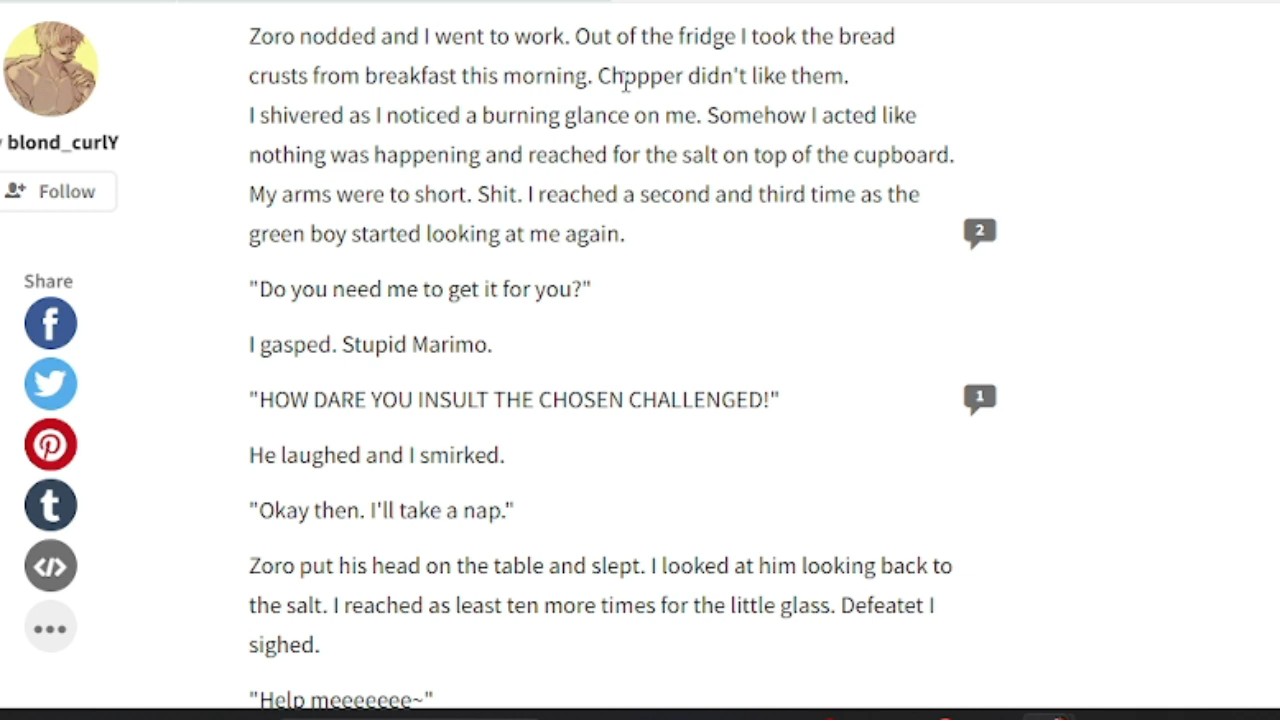 Zoro nodded and I went to work. Out of the fridge I took the bread
crusts from breakfast this morning. Chopper didn't like them.
I shivered as I noticed a burning glance on me. Somehow I acted like
nothing was happening and reached for the salt on top of the cupboard.
My arms were to short. Shit. I reached a second and third time as the
green boy started looking at me again.
2
"Do you need me to get it for you?"
I gasped. Stupid Marimo.
"HOW DARE YOU INSULT THE CHOSEN CHALLENGED!"
1
He laughed and I smirked.
"Okay then. I'll take a nap."
Zoro put his head on the table and slept. I looked at him looking back to
the salt. I reached as least ten more times for the little glass. Defeatet I
sighed.
"Help meeeeeeee~"
blond_curlY
Follow
Share